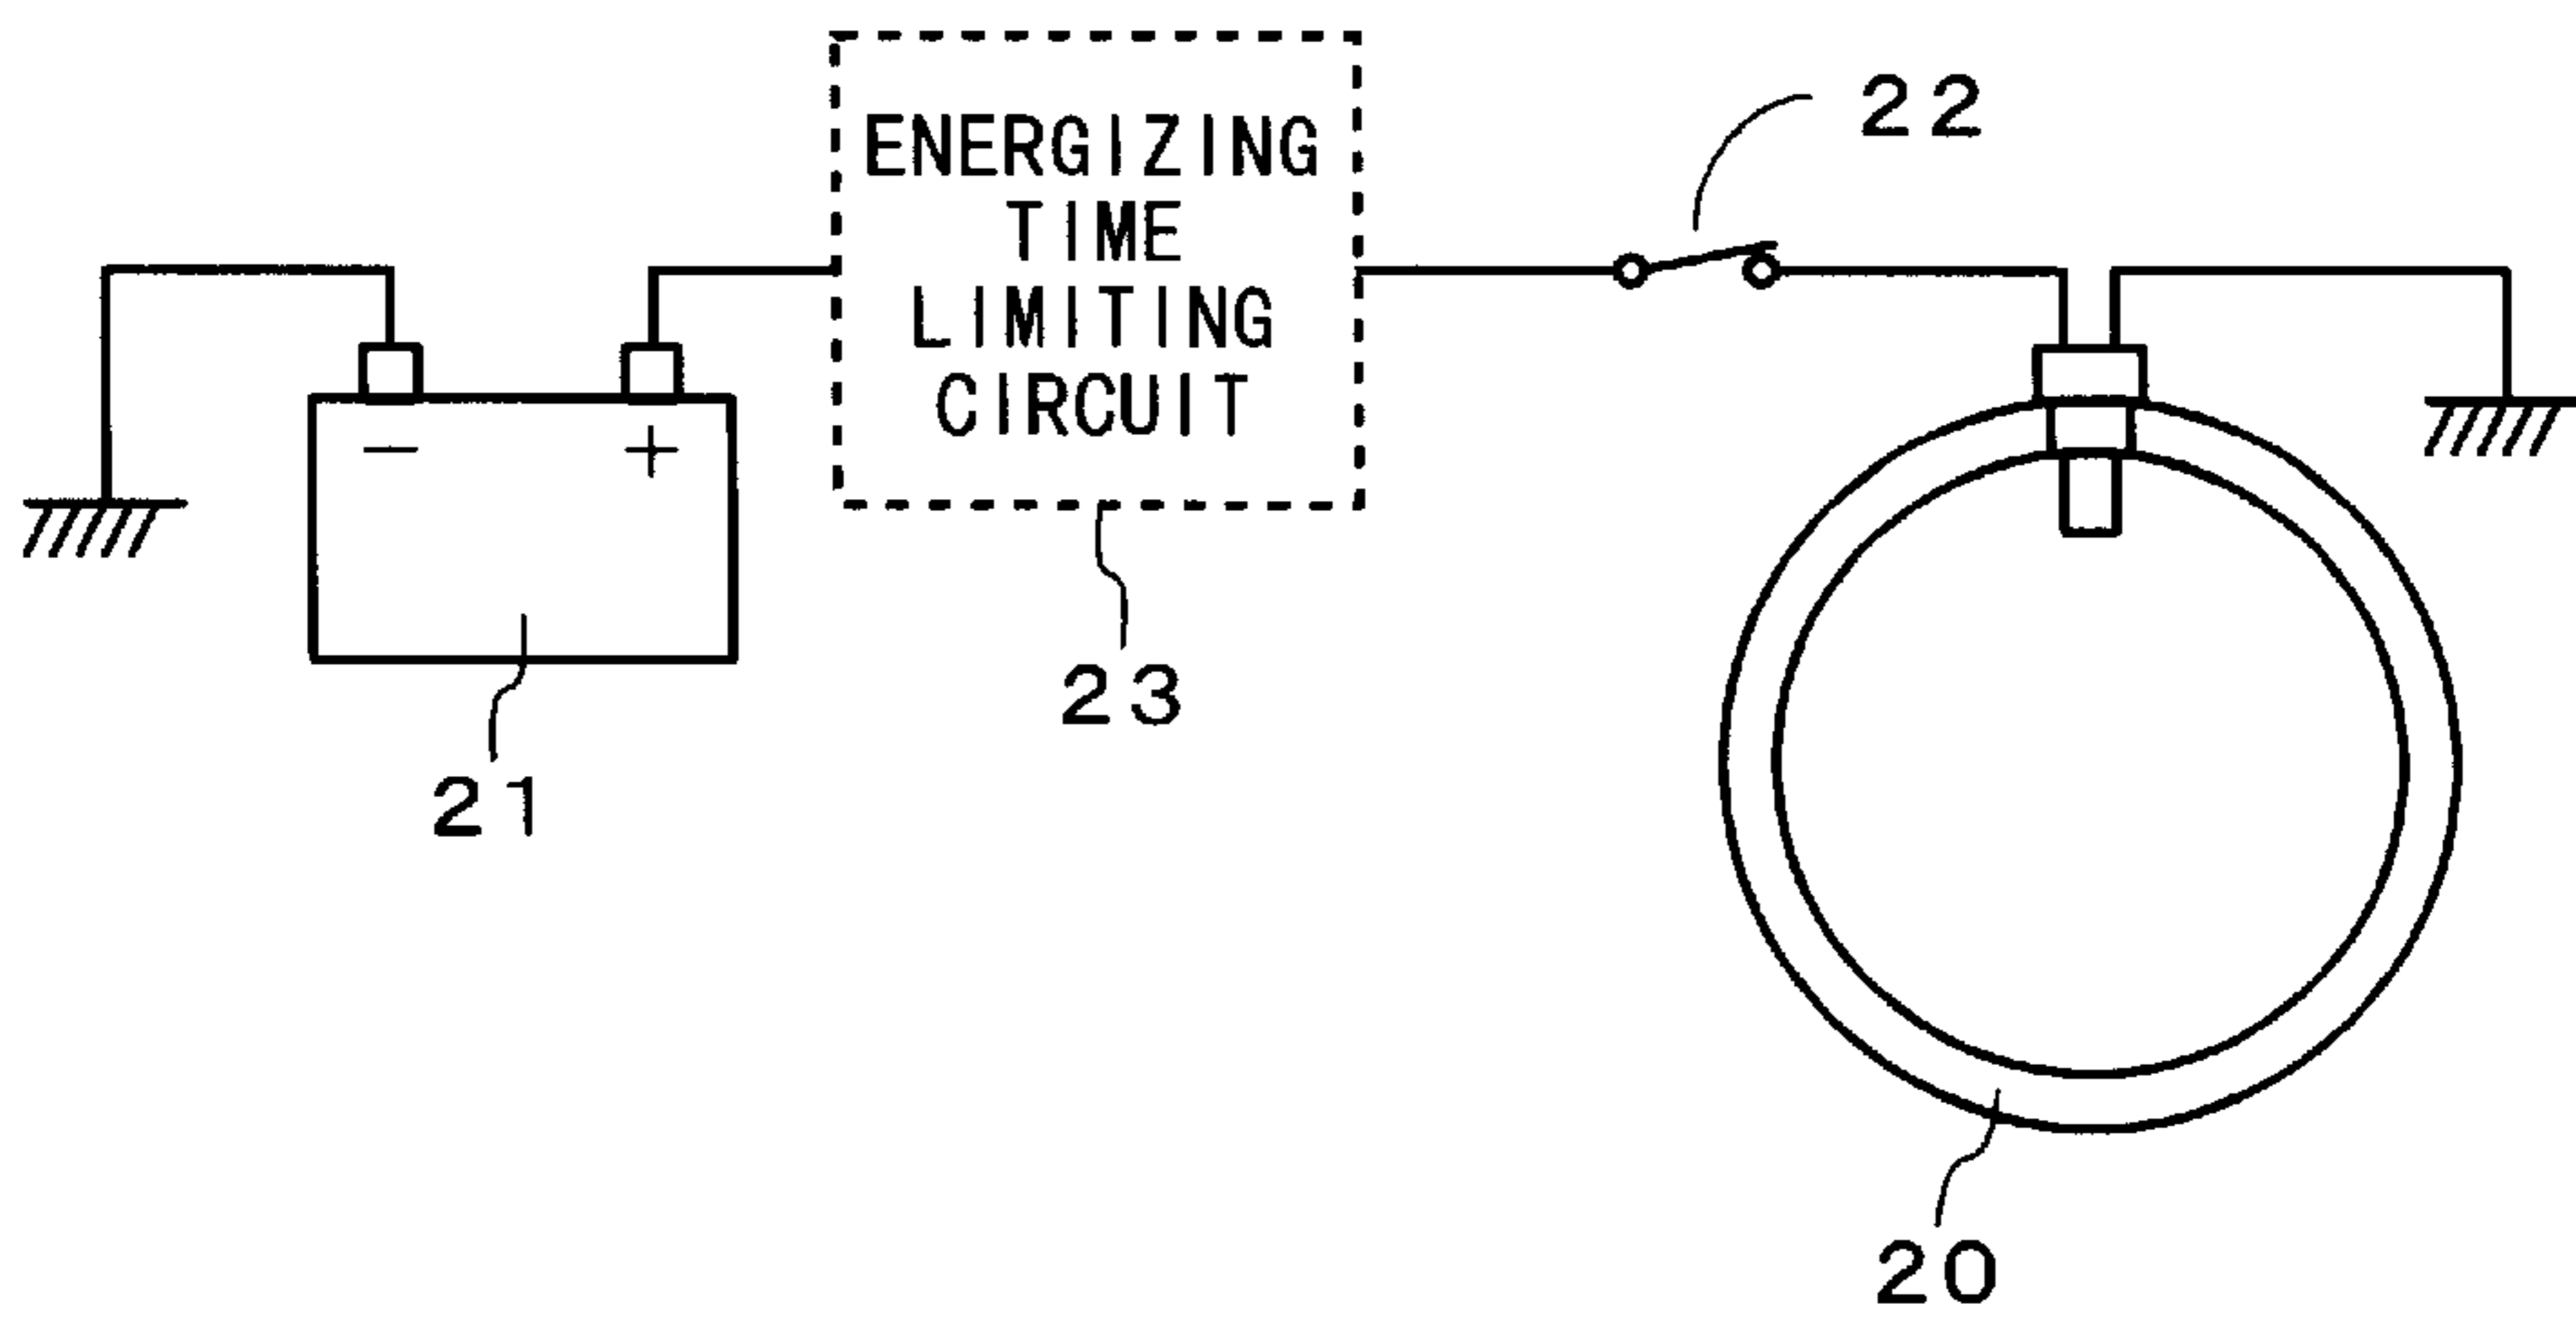 ENERGIZING
TIME
LIMITING
CIRCUIT
22
− +
23
21
20